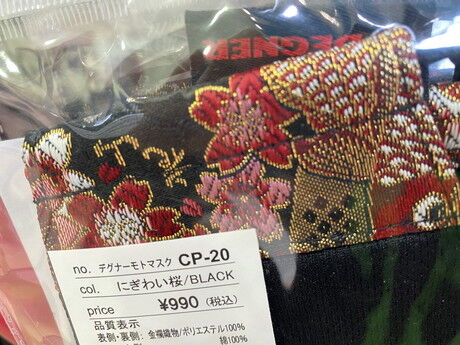 DEGNER
no. デグナーモトマスク CP-20
col. にぎわい桜/BLACK
price ¥990 (税込)
品質表示
表側・裏側: 金襴織物/ポリエステル100%
綿100%